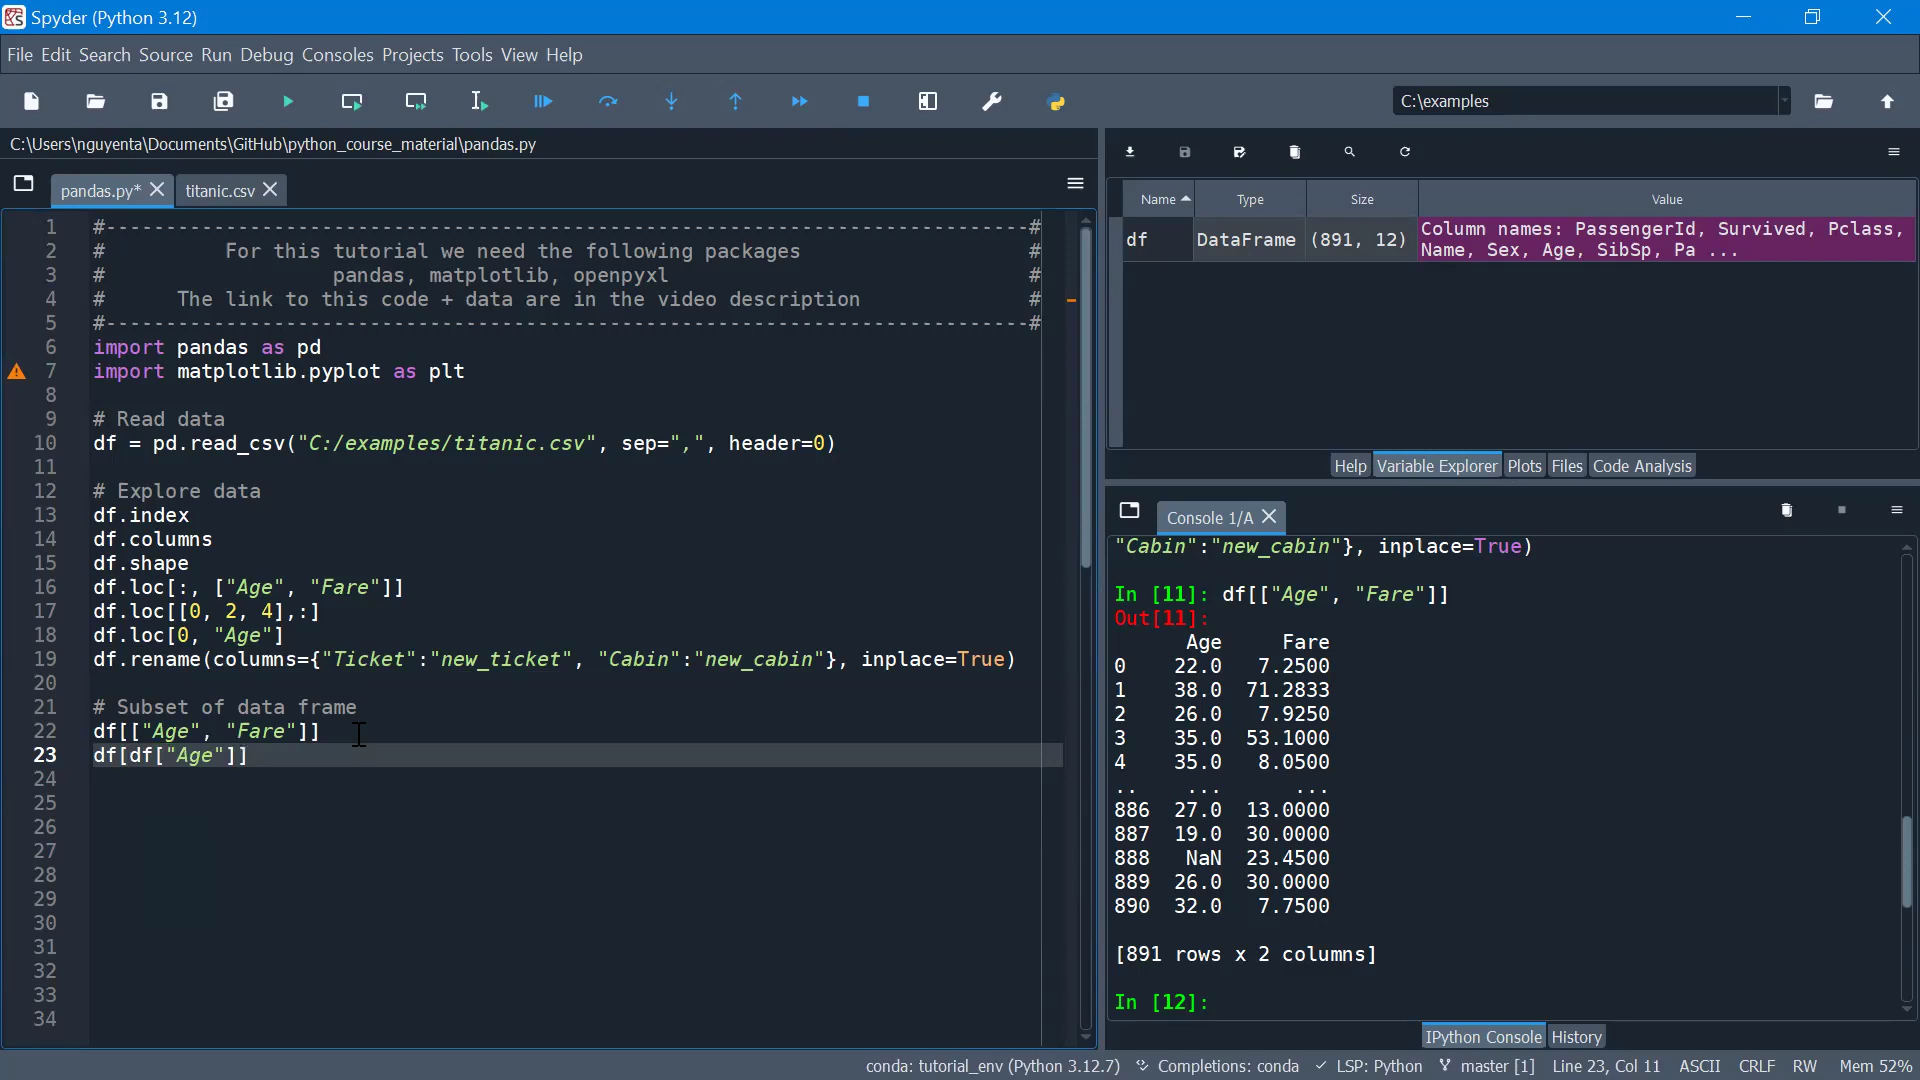 Spyder (Python 3.12)
File Edit Search Source Run Debug Consoles Projects Tools View Help
C:\examples
C:\Users\nguyenta\Documents\GitHub\python_course_material\pandas.py
pandas.py*
titanic.csv
1 #-----------------------------------------------------------------------------#
2 # For this tutorial we need the following packages #
3 # pandas, matplotlib, openpyxl #
4 # The link to this code + data are in the video description #
5 #-----------------------------------------------------------------------------#
6 import pandas as pd
7 import matplotlib.pyplot as plt
8
9 # Read data
10 df = pd.read_csv("C:/examples/titanic.csv", sep=",", header=0)
11
12 # Explore data
13 df.index
14 df.columns
15 df.shape
16 df.loc[:, ["Age", "Fare"]]
17 df.loc[[0, 2, 4],:]
18 df.loc[0, "Age"]
19 df.rename(columns={"Ticket":"new_ticket", "Cabin":"new_cabin"}, inplace=True)
20
21 # Subset of data frame
22 df[["Age", "Fare"]]
23 df[df["Age"]]
24
25
26
27
28
29
30
31
32
33
34
Name Type Size Value
df DataFrame (891, 12) Column names: PassengerId, Survived, Pclass,
Name, Sex, Age, SibSp, Pa ...
Help Variable Explorer Plots Files Code Analysis
Console 1/A
"Cabin":"new_cabin"}, inplace=True)
In [11]: df[["Age", "Fare"]]
Out[11]:
Age Fare
0 22.0 7.2500
1 38.0 71.2833
2 26.0 7.9250
3 35.0 53.1000
4 35.0 8.0500
.. ... ...
886 27.0 13.0000
887 19.0 30.0000
888 NaN 23.4500
889 26.0 30.0000
890 32.0 7.7500
[891 rows x 2 columns]
In [12]:
IPython Console History
conda: tutorial_env (Python 3.12.7) Completions: conda LSP: Python master [1] Line 23, Col 11 ASCII CRLF RW Mem 52%